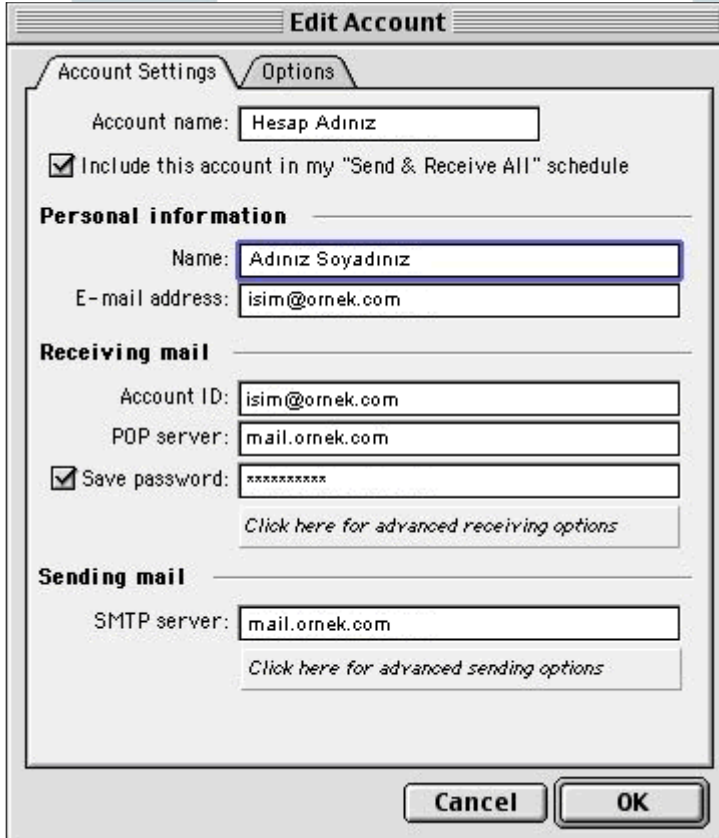 Edit Account
Account Settings Options
Account name: Hesap Adınız
Include this account in my "Send & Receive All" schedule
Personal information
Name: Adınız Soyadınız
E-mail address: isim@ornek.com
Receiving mail
Account ID: isim@ornek.com
POP server: mail.ornek.com
Save password: **********
Click here for advanced receiving options
Sending mail
SMTP server: mail.ornek.com
Click here for advanced sending options
Cancel OK